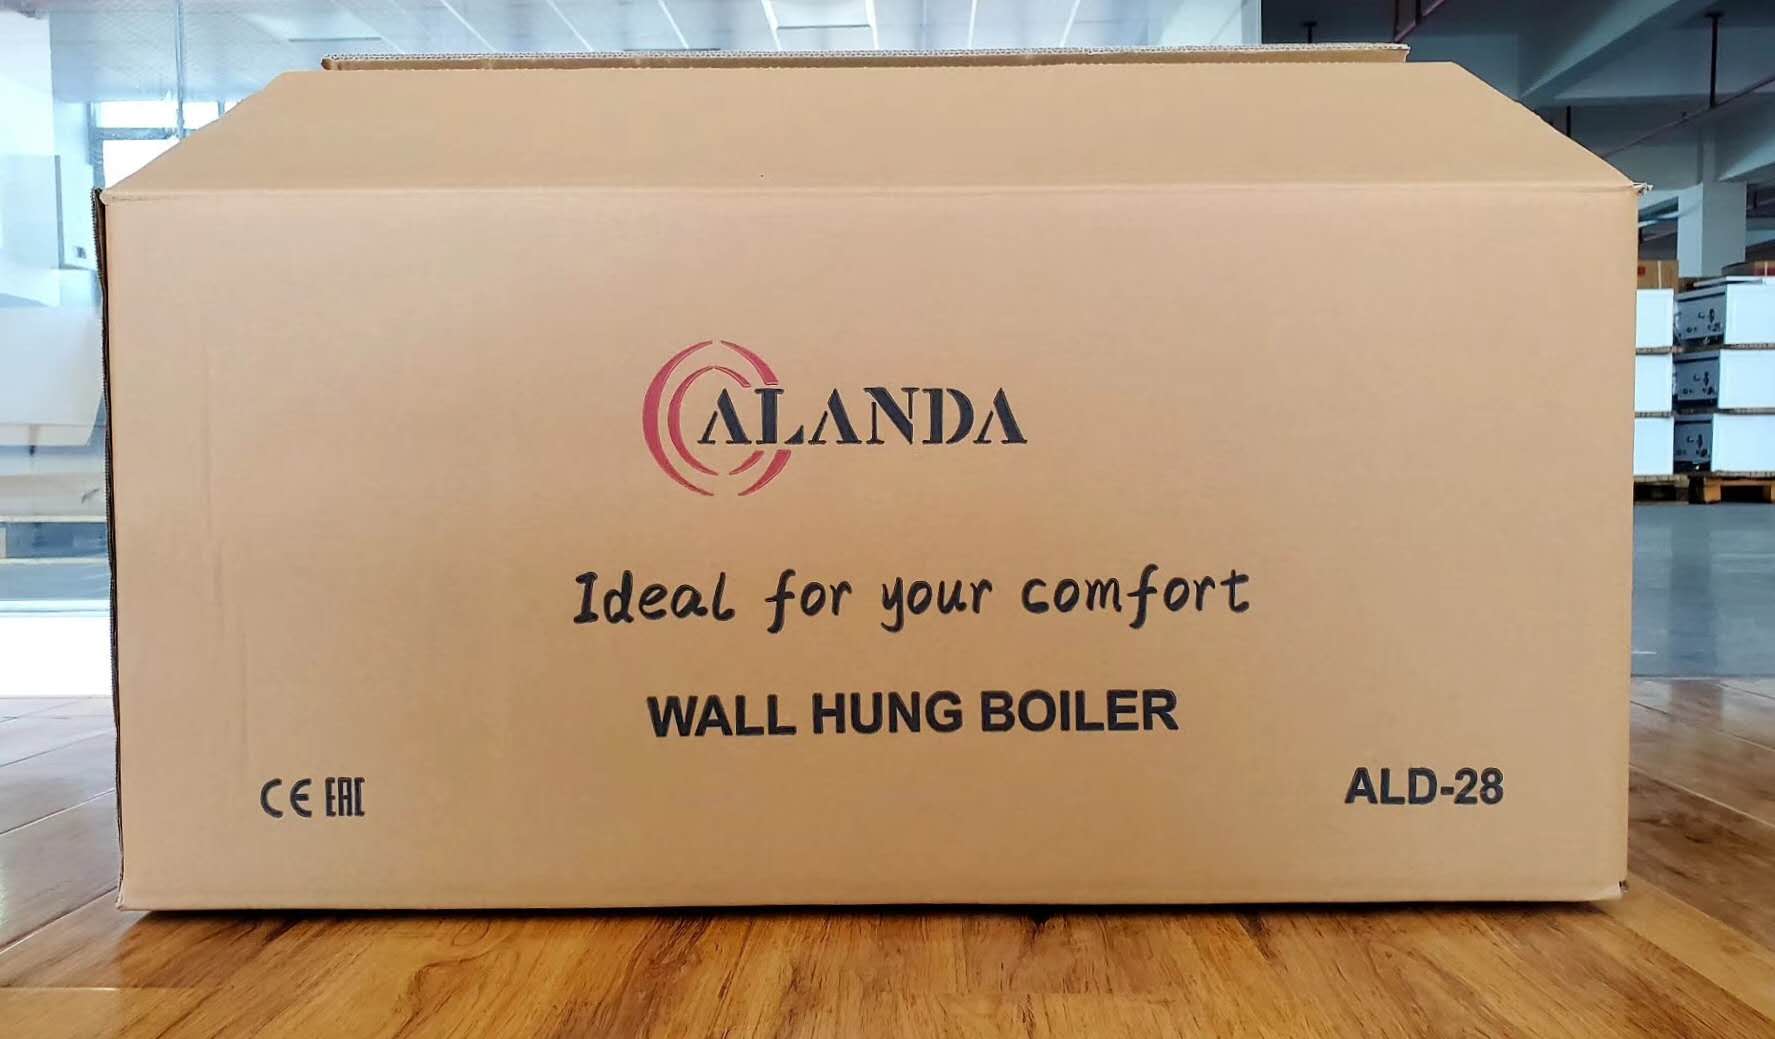 ALANDA
Ideal for your comfort
WALL HUNG BOILER
CE EAC
ALD-28